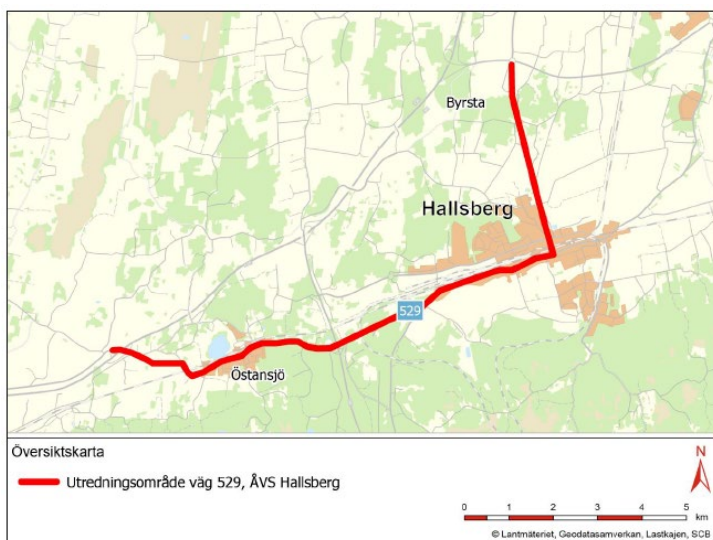 Byrsta
Hallsberg
529
Östansjö
Översiktskarta
Utredningsområde väg 529, ÅVS Hallsberg
N
0 1 2 3 4 5
km
© Lantmäteriet, Geodatasamverkan, Lastkajen, SCB